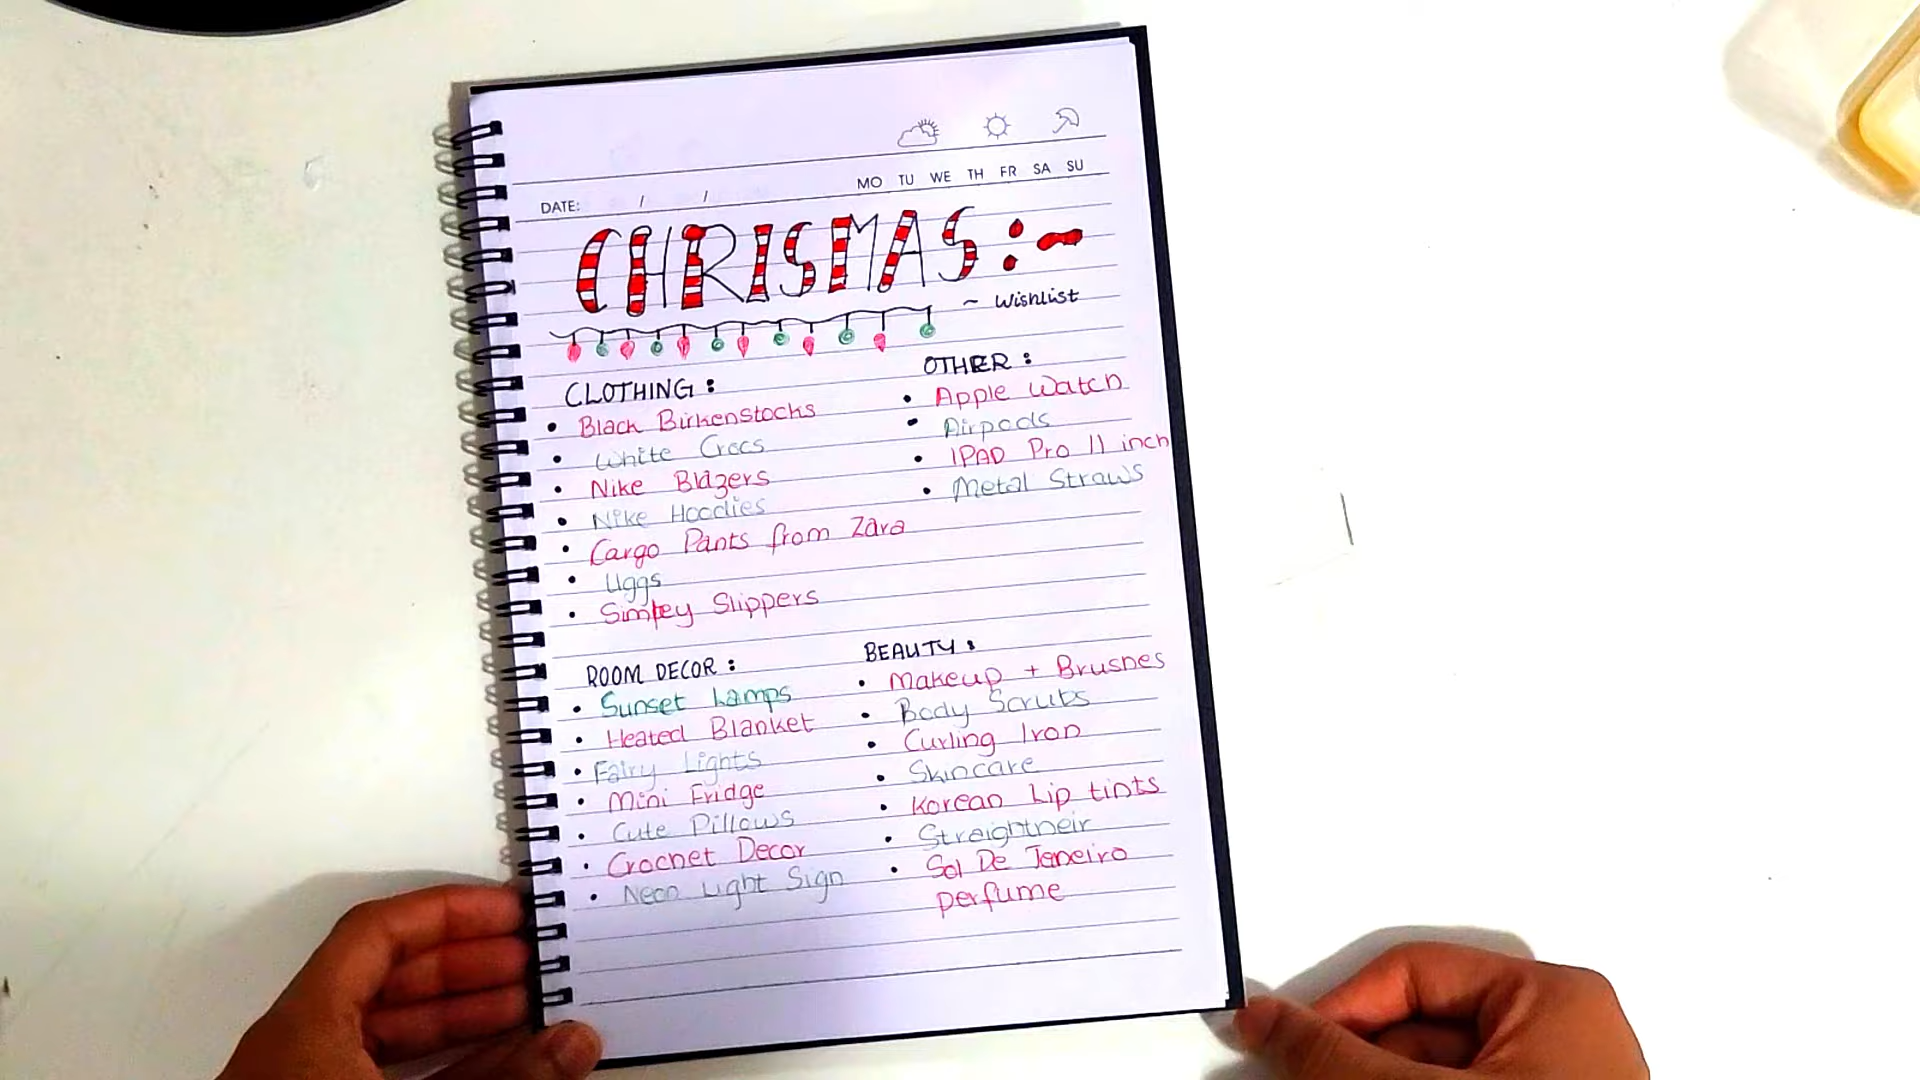 DATE: / /
MO TU WE TH FR SA SU
CHRISMAS :~
~ Wishlist
CLOTHING :
• Black Birkenstocks
• White Crocs
• Nike Blazers
• Nike Hoodies
• Cargo Pants from Zara
• Uggs
• Simpley Slippers
OTHER :
• Apple Watch
• Airpods
• IPAD Pro 11 inch
• Metal Straws
ROOM DECOR :
• Sunset Lamps
• Heated Blanket
• Fairy Lights
• Mini Fridge
• Cute Pillows
• Crochet Decor
• Neon Light Sign
BEAUTY :
• Makeup + Brushes
• Body Scrubs
• Curling Iron
• Skincare
• Korean Lip tints
• Streightneir
• Sol De Janeiro
perfume